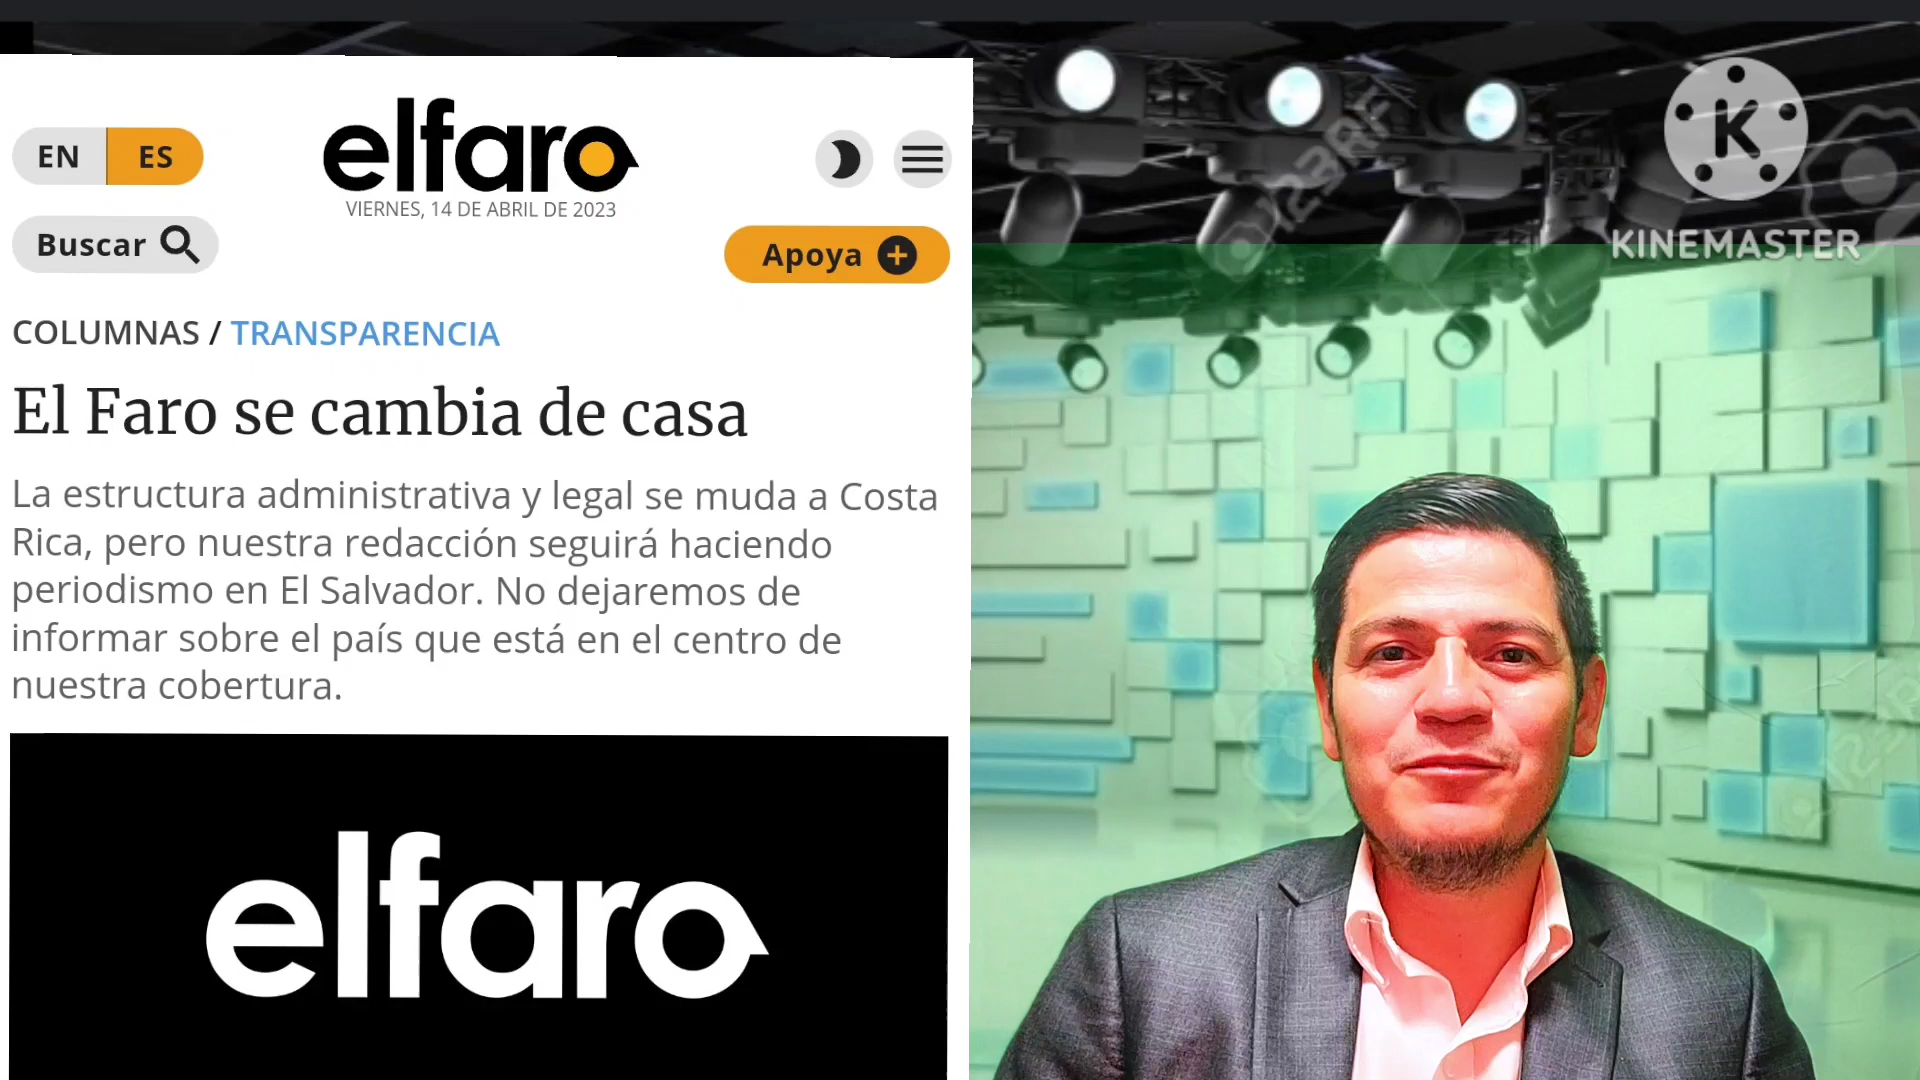 EN ES
elfaro
VIERNES, 14 DE ABRIL DE 2023
Buscar
Apoya
COLUMNAS / TRANSPARENCIA
El Faro se cambia de casa
La estructura administrativa y legal se muda a Costa
Rica, pero nuestra redacción seguirá haciendo
periodismo en El Salvador. No dejaremos de
informar sobre el país que está en el centro de
nuestra cobertura.
elfaro
K
KINEMASTER
123RF
123RF